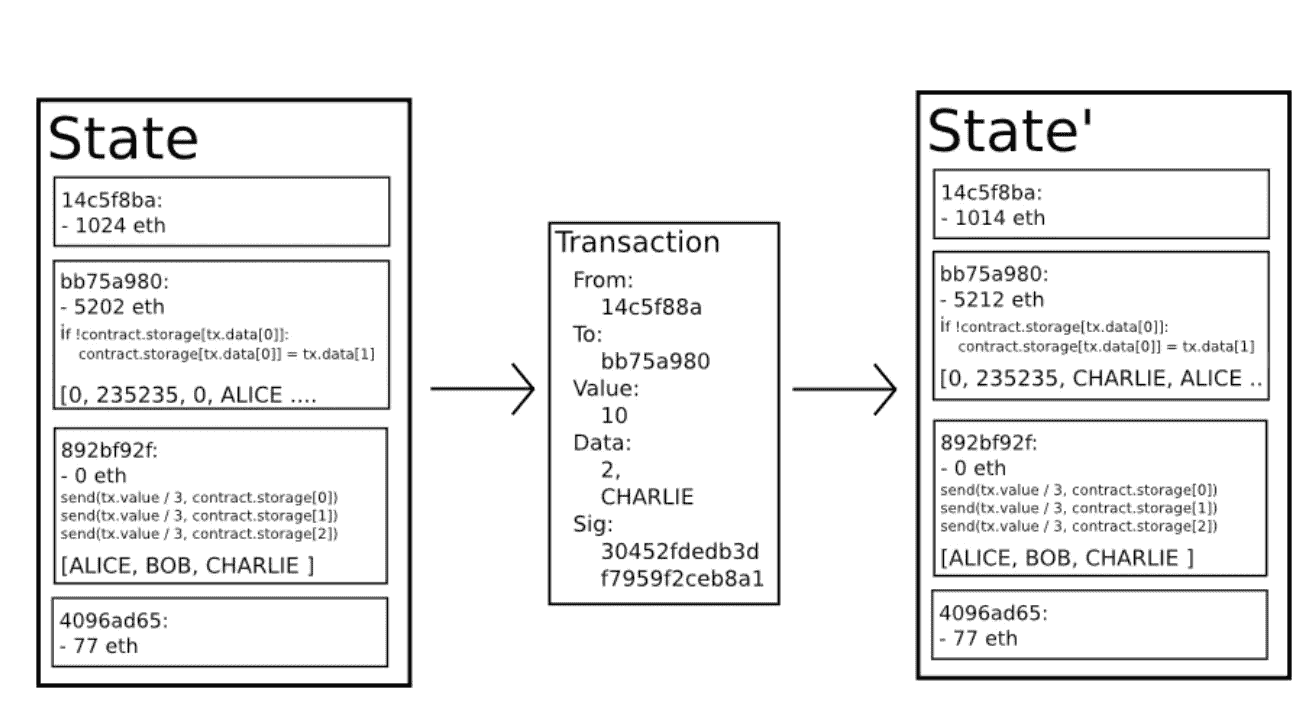 State
14c5f8ba:
- 1024 eth
bb75a980:
- 5202 eth
if !contract.storage[tx.data[0]]:
contract.storage[tx.data[0]] = tx.data[1]
[0, 235235, 0, ALICE ....
892bf92f:
- 0 eth
send(tx.value / 3, contract.storage[0])
send(tx.value / 3, contract.storage[1])
send(tx.value / 3, contract.storage[2])
[ALICE, BOB, CHARLIE ]
4096ad65:
- 77 eth
Transaction
From:
14c5f88a
To:
bb75a980
Value:
10
Data:
2,
CHARLIE
Sig:
30452fdedb3d
f7959f2ceb8a1
State'
14c5f8ba:
- 1014 eth
bb75a980:
- 5212 eth
if !contract.storage[tx.data[0]]:
contract.storage[tx.data[0]] = tx.data[1]
[0, 235235, CHARLIE, ALICE ..
892bf92f:
- 0 eth
send(tx.value / 3, contract.storage[0])
send(tx.value / 3, contract.storage[1])
send(tx.value / 3, contract.storage[2])
[ALICE, BOB, CHARLIE ]
4096ad65:
- 77 eth